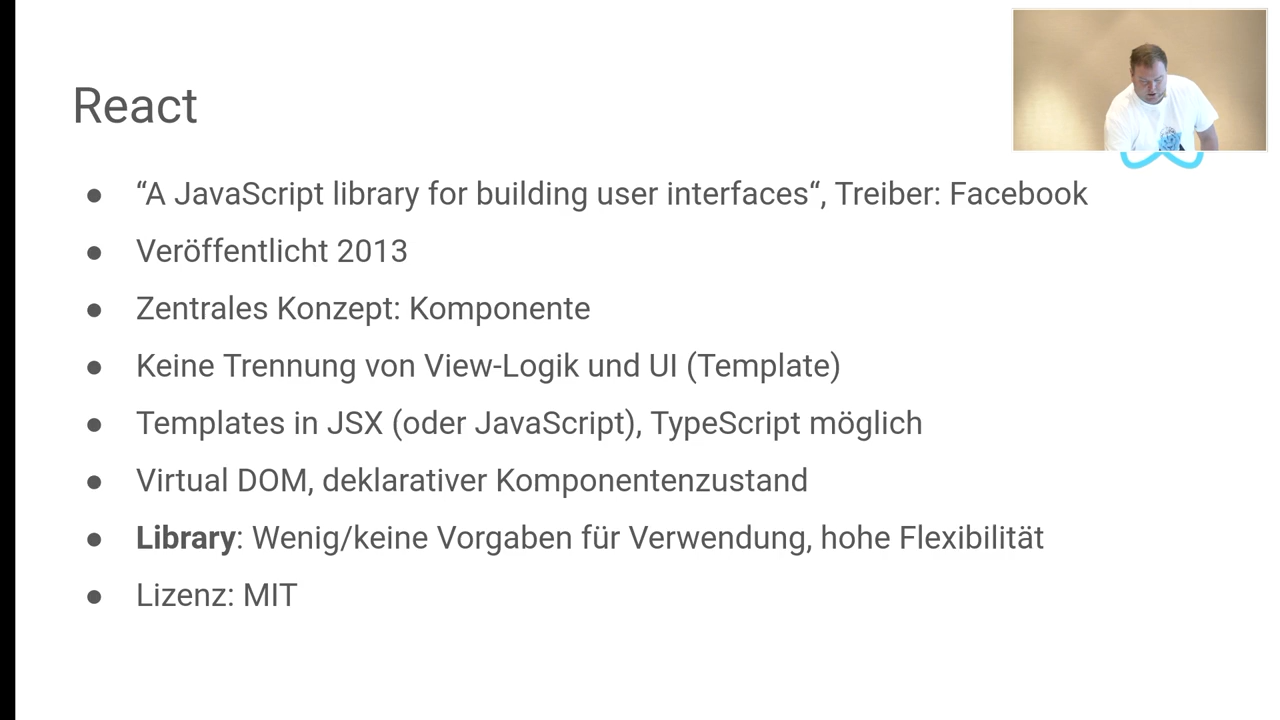 React
● “A JavaScript library for building user interfaces“, Treiber: Facebook
● Veröffentlicht 2013
● Zentrales Konzept: Komponente
● Keine Trennung von View-Logik und UI (Template)
● Templates in JSX (oder JavaScript), TypeScript möglich
● Virtual DOM, deklarativer Komponentenzustand
● Library: Wenig/keine Vorgaben für Verwendung, hohe Flexibilität
● Lizenz: MIT